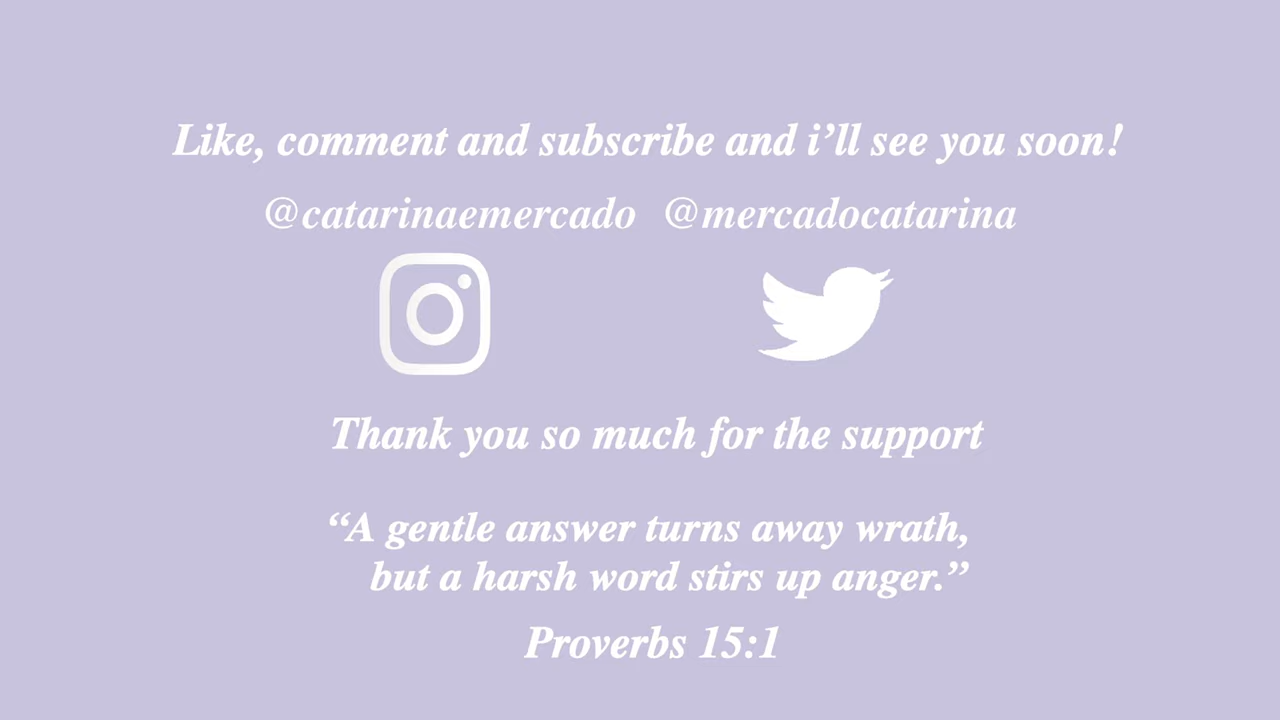 Like, comment and subscribe and i’ll see you soon!
@catarinaemercado @mercadocatarina
Thank you so much for the support
“A gentle answer turns away wrath,
but a harsh word stirs up anger.”
Proverbs 15:1